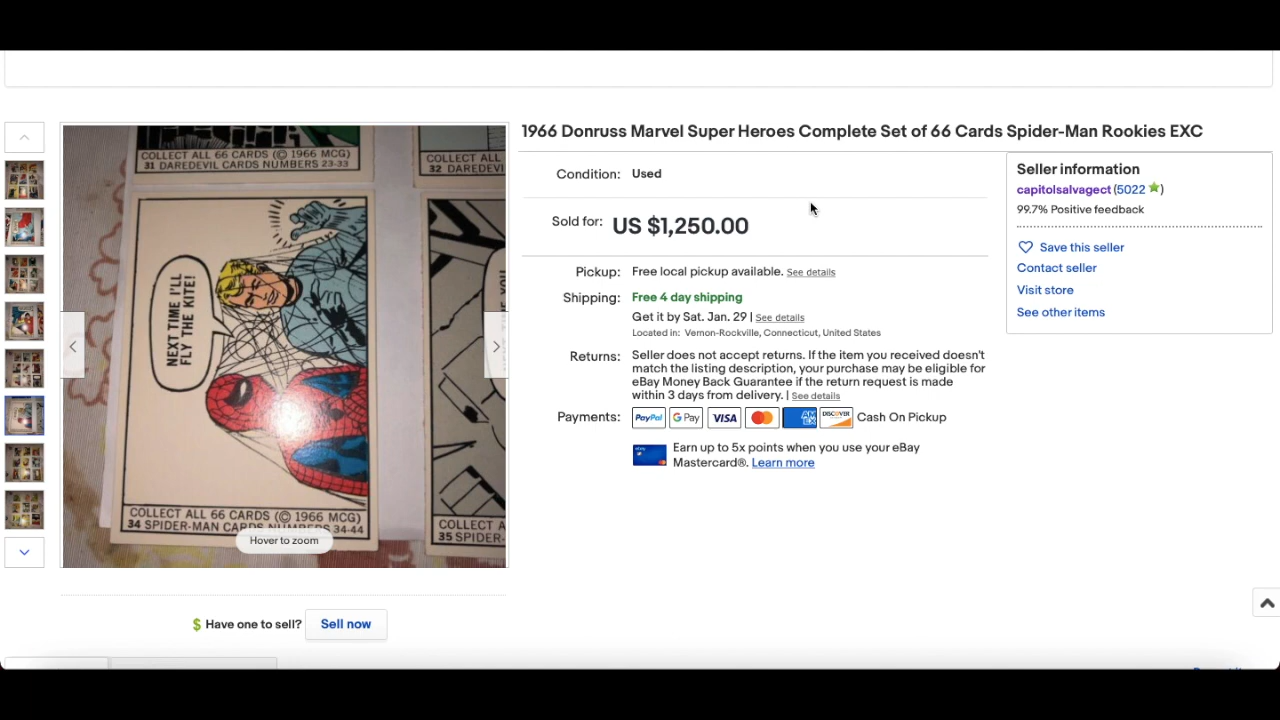 1966 Donruss Marvel Super Heroes Complete Set of 66 Cards Spider-Man Rookies EXC
COLLECT ALL 66 CARDS (© 1966 MCG)
31 DAREDEVIL CARDS NUMBERS 23-33
COLLECT ALL
32 DAREDEVI
NEXT TIME I'LL
FLY THE KITE!
COLLECT ALL 66 CARDS (© 1966 MCG)
34 SPIDER-MAN CARDS NUMBERS 34-44
COLLECT A
35 SPIDER-
Hover to zoom
Condition: Used
Sold for: US $1,250.00
Pickup: Free local pickup available. See details
Shipping: Free 4 day shipping
Get it by Sat. Jan. 29 | See details
Located in: Vernon-Rockville, Connecticut, United States
Returns: Seller does not accept returns. If the item you received doesn't
match the listing description, your purchase may be eligible for
eBay Money Back Guarantee if the return request is made
within 3 days from delivery. | See details
Payments: PayPal G Pay VISA AM EX DISCOVER Cash On Pickup
Earn up to 5x points when you use your eBay
Mastercard®. Learn more
Seller information
capitolsalvagect (5022)
99.7% Positive feedback
Save this seller
Contact seller
Visit store
See other items
$ Have one to sell? Sell now